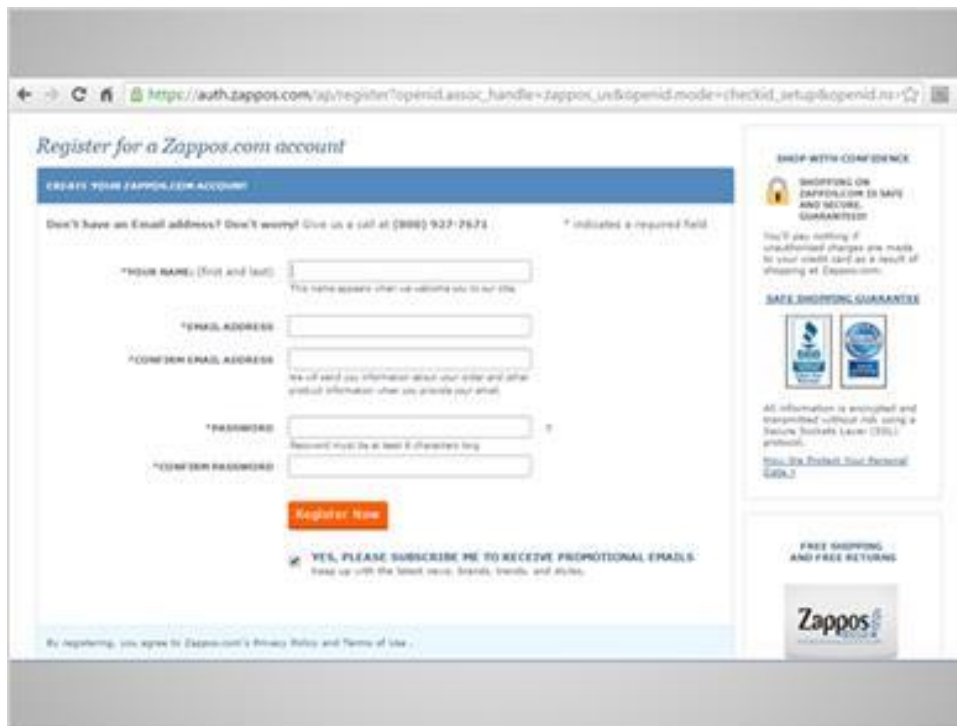 https://auth.zappos.com/ap/register?openid.assoc_handle=zappos_us&openid.mode=checkid_setup&openid.ns
Register for a Zappos.com account
CREATE YOUR ZAPPOS.COM ACCOUNT
Don't have an Email address? Don't worry! Give us a call at (800) 927-7671
* indicates a required field
*YOUR NAME: (first and last)
This name appears when we welcome you to our site.
*EMAIL ADDRESS
*CONFIRM EMAIL ADDRESS
We will send you information about your order and other
product information when you provide your email.
*PASSWORD
?
Password must be at least 8 characters long
*CONFIRM PASSWORD
Register Now
YES, PLEASE SUBSCRIBE ME TO RECEIVE PROMOTIONAL EMAILS
Keep up with the latest news, brands, trends, and styles.
By registering, you agree to Zappos.com's Privacy Policy and Terms of Use.
SHOP WITH CONFIDENCE
SHOPPING ON
ZAPPOS.COM IS SAFE
AND SECURE.
GUARANTEED!
You'll pay nothing if
unauthorized charges are made
to your credit card as a result of
shopping at Zappos.com.
SAFE SHOPPING GUARANTEE
BBB
All information is encrypted and
transmitted without risk using a
Secure Sockets Layer (SSL)
protocol.
How We Protect Your Personal
Data >
FREE SHIPPING
AND FREE RETURNS
Zappos